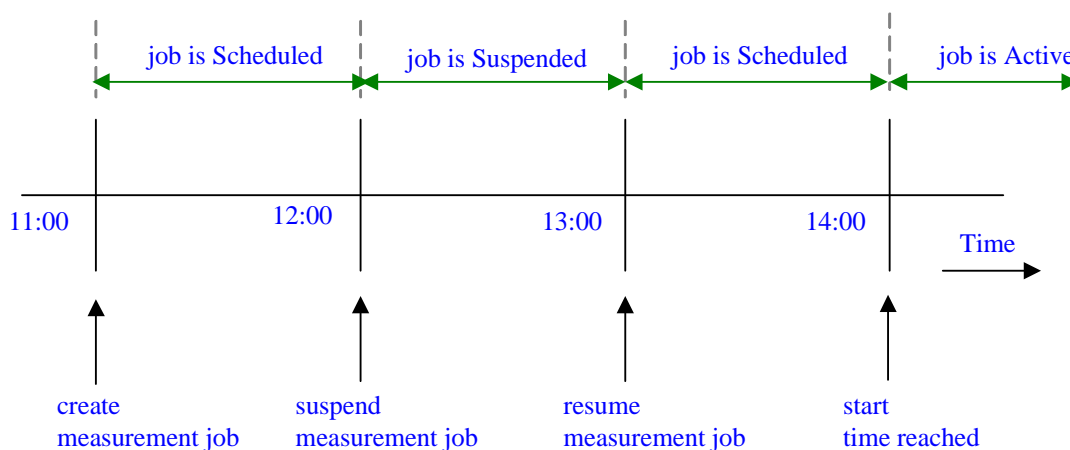 job is Scheduled
job is Suspended
job is Scheduled
job is Active
11:00
12:00
13:00
14:00
Time
create
measurement job
suspend
measurement job
resume
measurement job
start
time reached